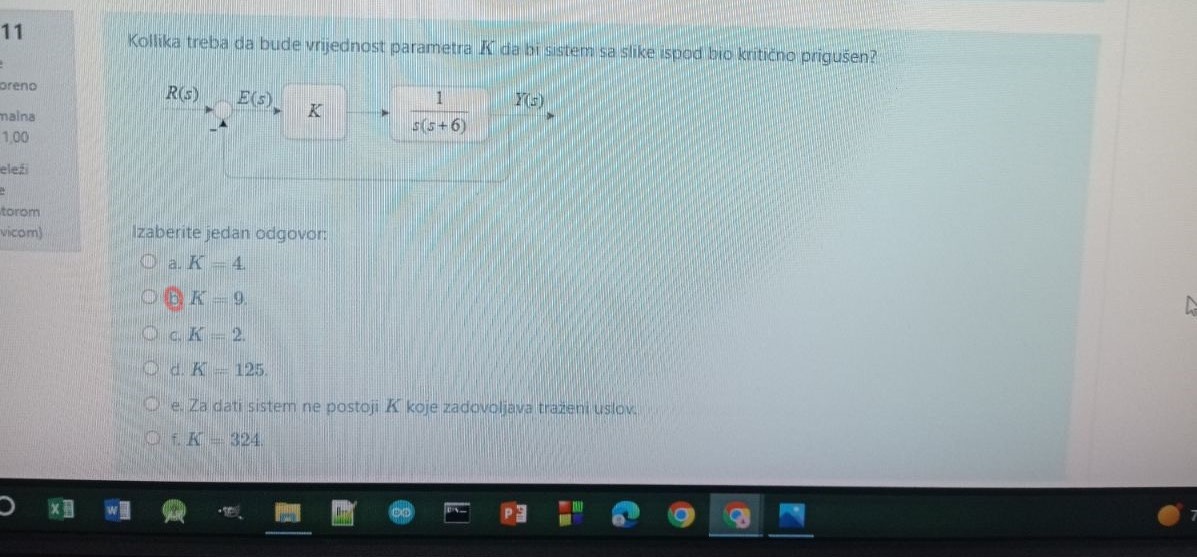 11
oreno
malna
1,00
eleži
e
torom
vicom)
Kollika treba da bude vrijednost parametra K da bi sistem sa slike ispod bio kritično prigušen?
R(s) E(s) K 1 Y(s)
s(s+6)
Izaberite jedan odgovor:
a. K = 4.
b. K = 9.
c. K = 2.
d. K = 125.
e. Za dati sistem ne postoji K koje zadovoljava traženi uslov.
f. K = 324.